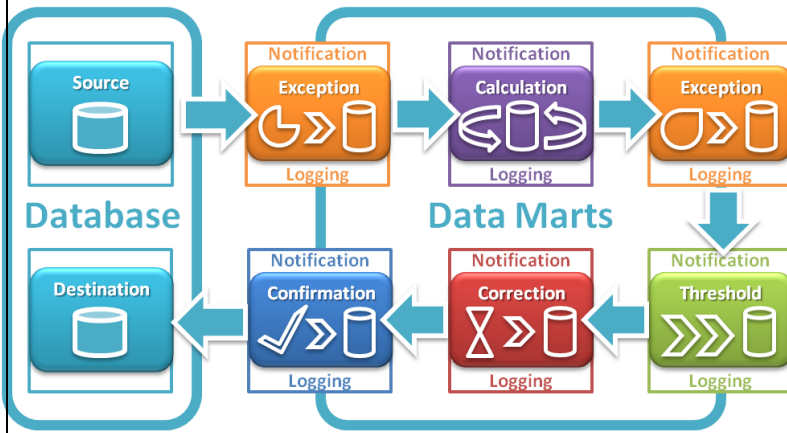 Notification Notification Notification
Source Exception Calculation Exception
Logging Logging Logging
Database Data Marts
Notification Notification Notification
Destination Confirmation Correction Threshold
Logging Logging Logging